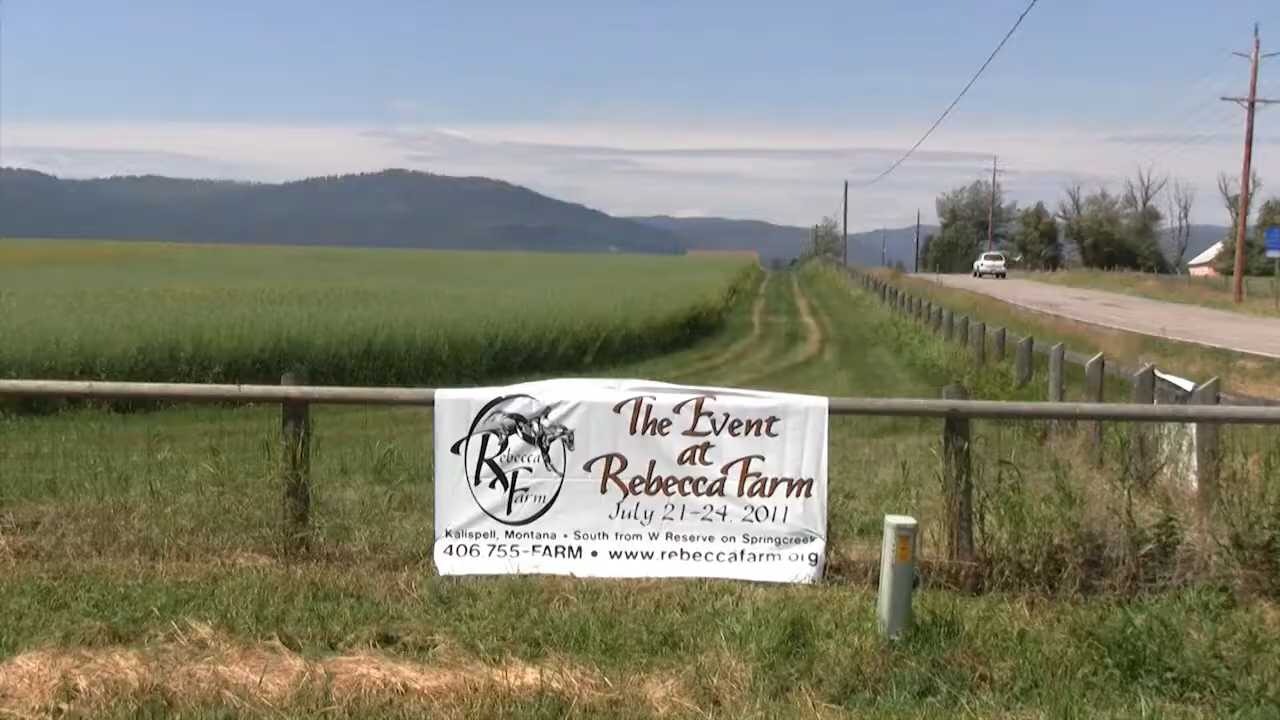 Rebecca
Farm
The Event
at
Rebecca Farm
July 21-24, 2011
Kalispell, Montana • South from W Reserve on Springcreek
406 755-FARM • www.rebeccafarm.org